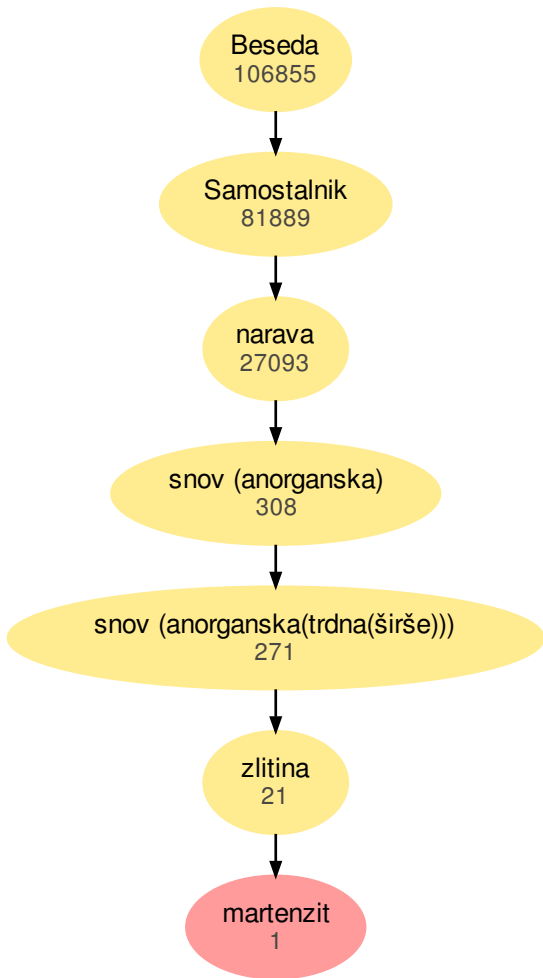 Beseda
106855
Samostalnik
81889
narava
27093
snov (anorganska)
308
snov (anorganska(trdna(širše)))
271
zlitina
21
martenzit
1